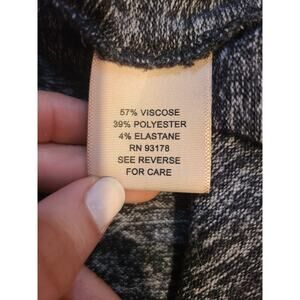 57% VISCOSE
39% POLYESTER
4% ELASTANE
RN 93178
SEE REVERSE
FOR CARE